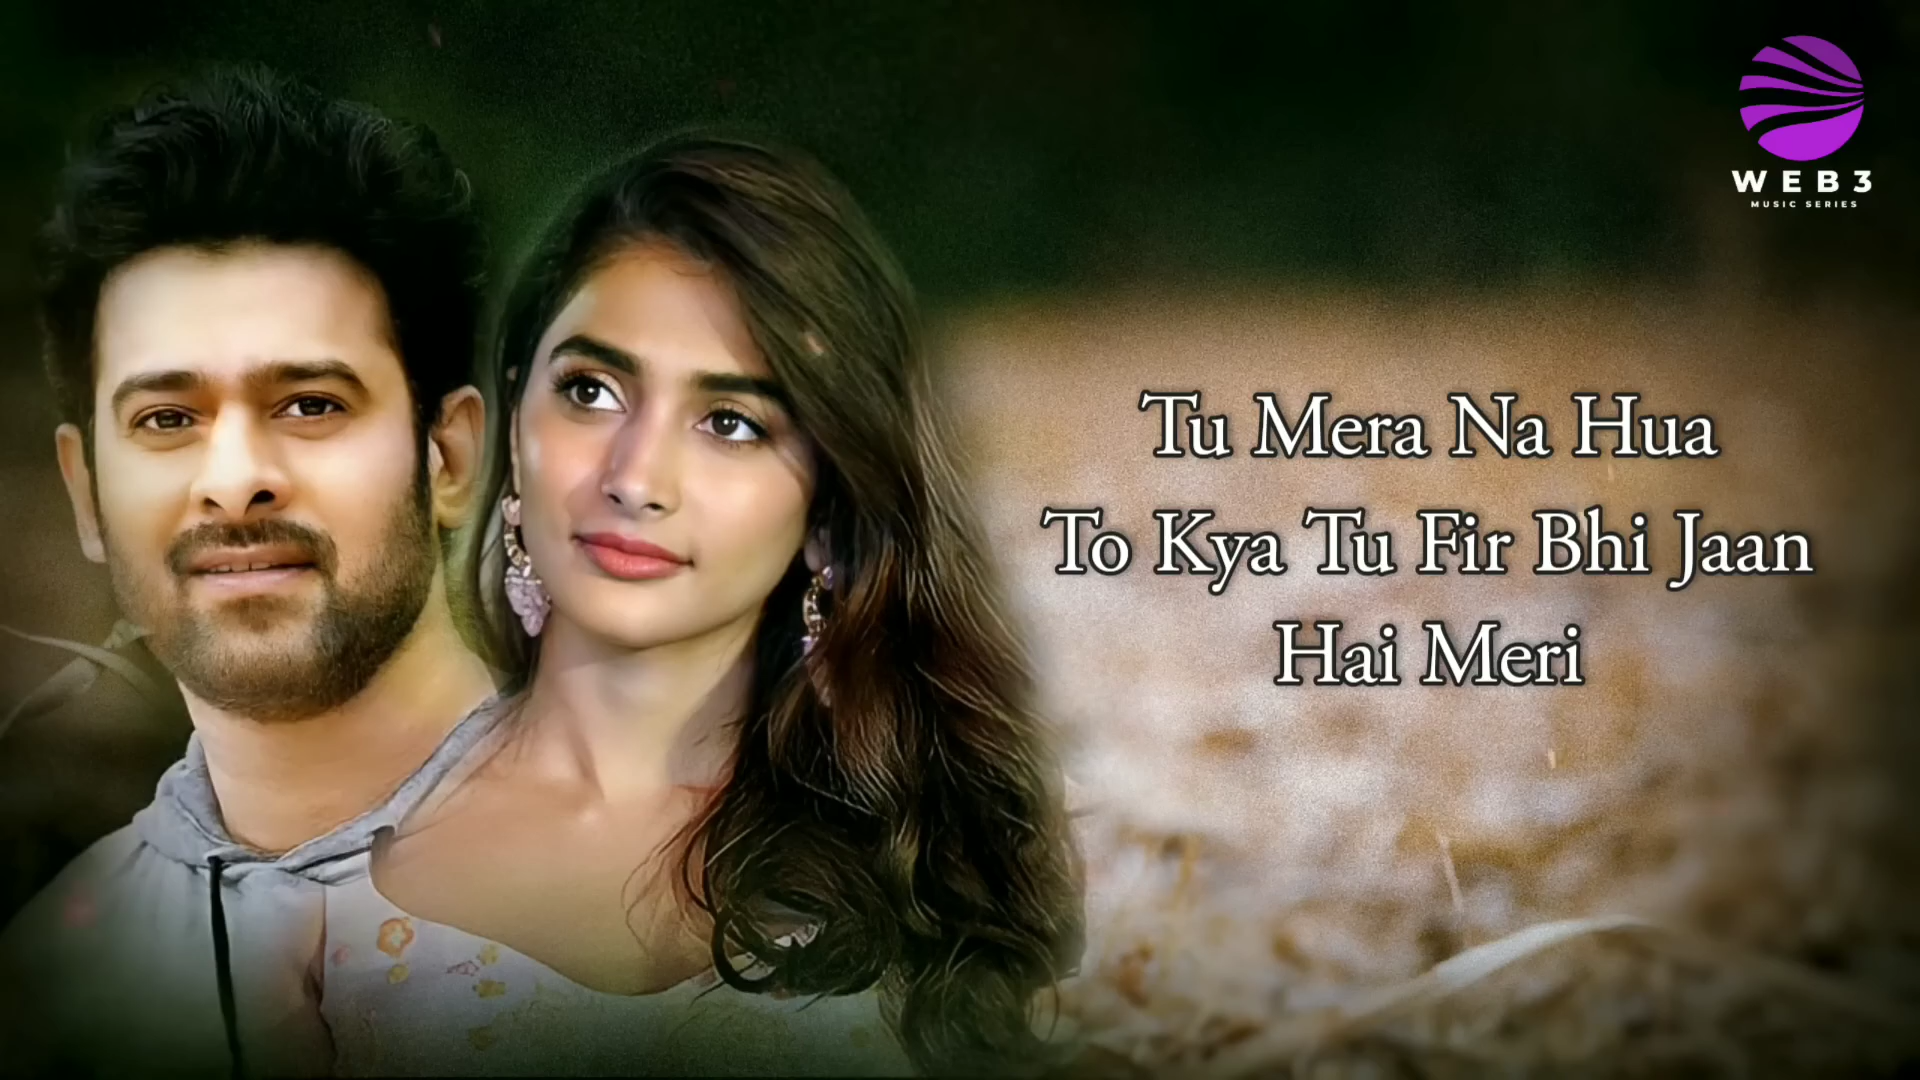 WEB3
MUSIC SERIES
Tu Mera Na Hua
To Kya Tu Fir Bhi Jaan
Hai Meri